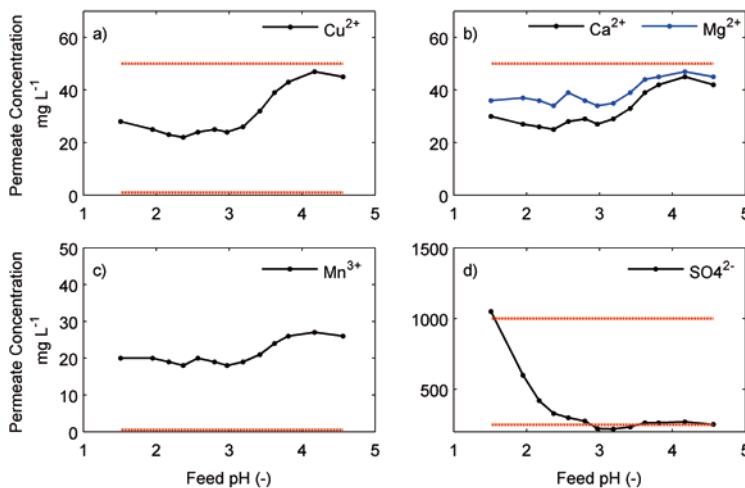 a) Cu2+
60
40
20
0
1 2 3 4 5
Permeate Concentration
mg L-1
b) Ca2+ Mg2+
60
40
20
0
1 2 3 4 5
c) Mn3+
50
40
30
20
10
0
1 2 3 4 5
Permeate Concentration
mg L-1
Feed pH (-)
d) SO42-
1500
1000
500
1 2 3 4 5
Feed pH (-)